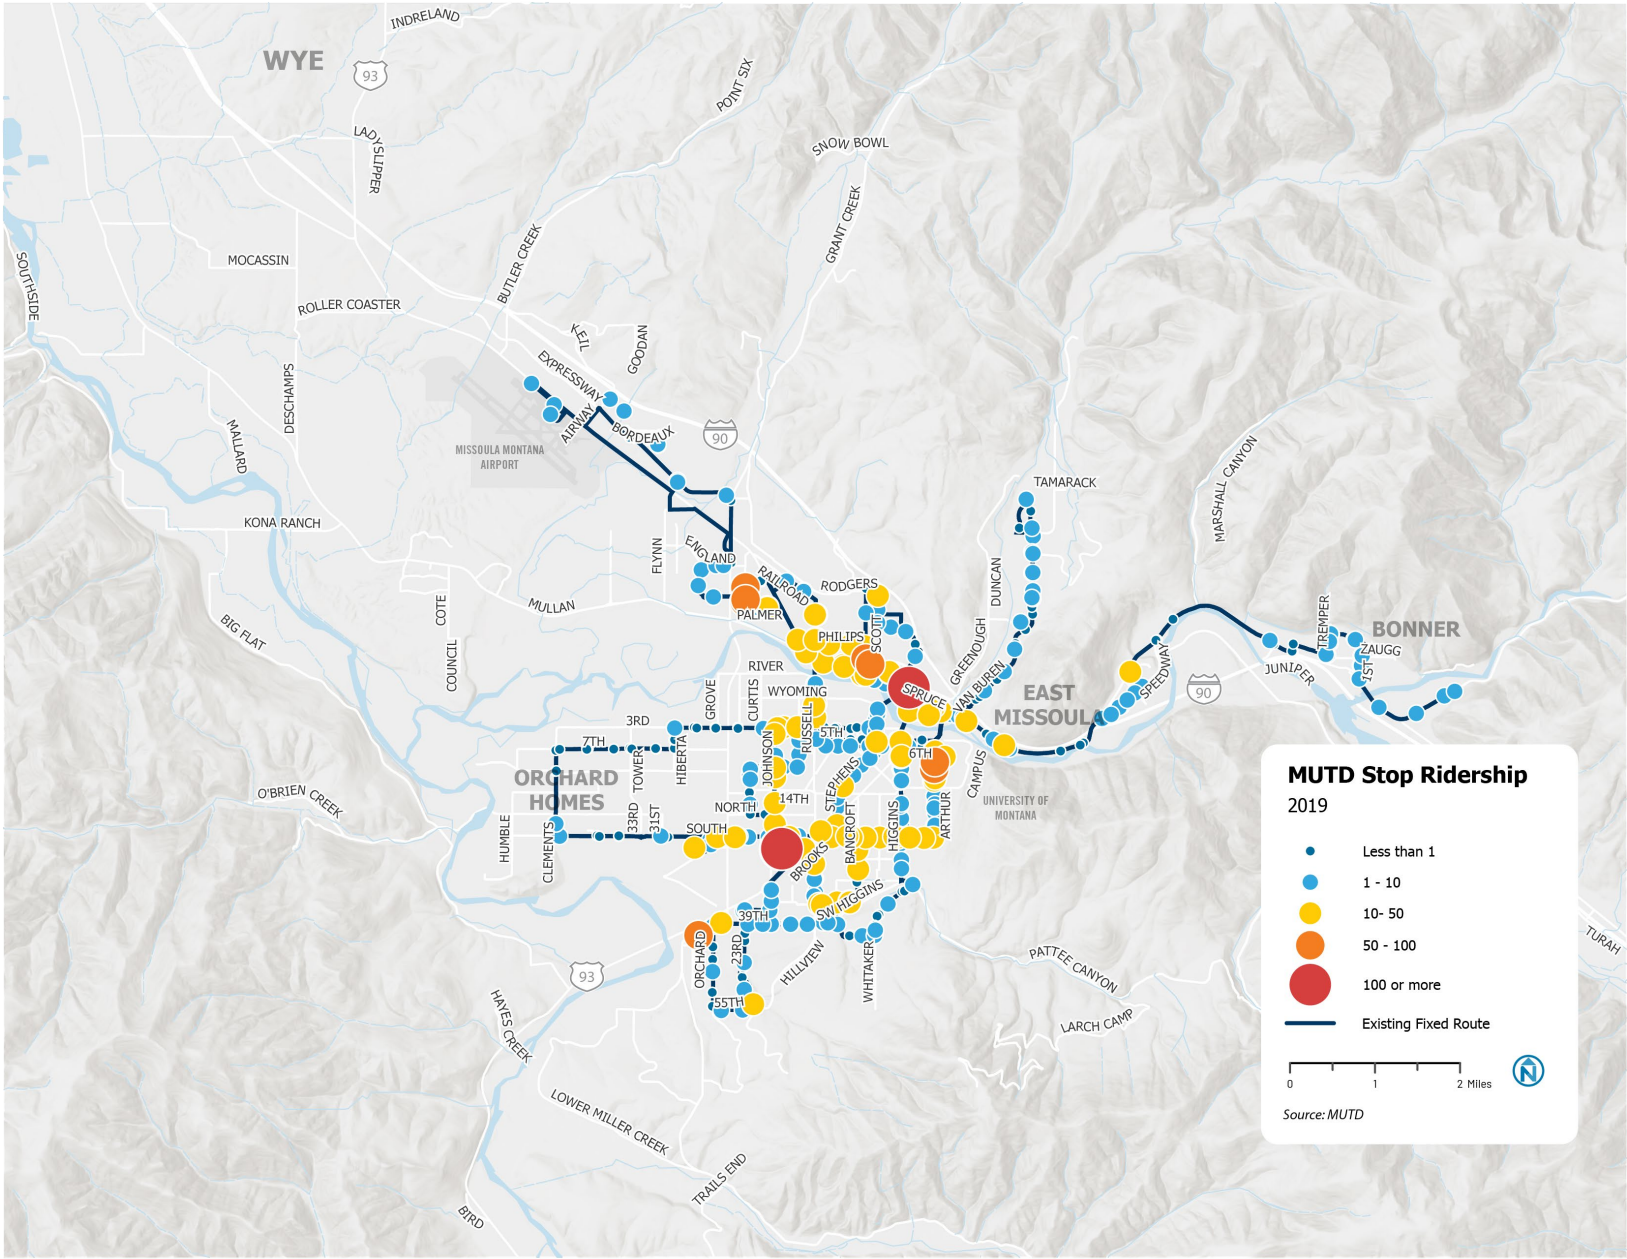 INDRELAND
WYE
93
POINT SIX
LADYSLIPPER
SNOW BOWL
GRANT CREEK
BUTLER CREEK
MOCASSIN
SOUTHSIDE
ROLLER COASTER
KEIL
GOODAN
EXPRESSWAY
DESCHAMPS
MALLARD
AIRWAY
BORDEAUX
90
MISSOULA MONTANA
AIRPORT
MARSHALL CANYON
TAMARACK
KONA RANCH
FLYNN
ENGLAND
RAILROAD
RODGERS
DUNCAN
COTE
MULLAN
PALMER
BIG FLAT
COUNCIL
PHILIPS
SCOTT
GREENOUGH
TREMPER
BONNER
ZAUGG
1ST
JUNIPER
SPEEDWAY
90
RIVER
WYOMING
SPRUCE
VAN BUREN
EAST
MISSOULA
GROVE
CURTIS
3RD
RUSSELL
5TH
7TH
TOWER
HIBERTA
JOHNSON
6TH
CAMPUS
ORCHARD
HOMES
STEPHENS
O'BRIEN CREEK
14TH
NORTH
UNIVERSITY OF
MONTANA
HUMBLE
CLEMENTS
33RD
31ST
SOUTH
BROOKS
BANCROFT
HIGGINS
ARTHUR
SW HIGGINS
39TH
ORCHARD
23RD
HILLVIEW
WHITAKER
PATTEE CANYON
TURAH
93
55TH
HAYES CREEK
LARCH CAMP
LOWER MILLER CREEK
TRAILS END
BIRD
MUTD Stop Ridership
2019
Less than 1
1 - 10
10- 50
50 - 100
100 or more
Existing Fixed Route
0 1 2 Miles
N
Source: MUTD